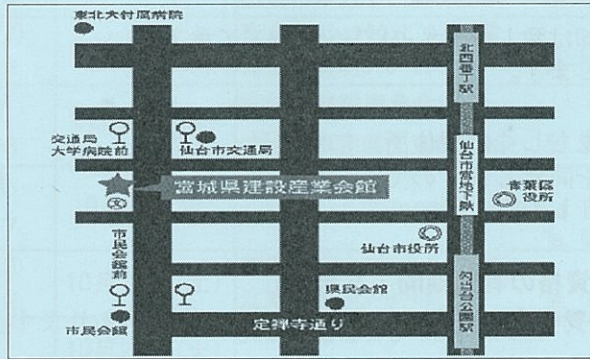 東北大付属病院
北四番丁駅
交通局
大学病院前
仙台市交通局
仙台市営地下鉄
宮城県建設産業会館
青葉区
役所
市民会館前
仙台市役所
勾当台公園駅
県民会館
市民会館
定禅寺通り